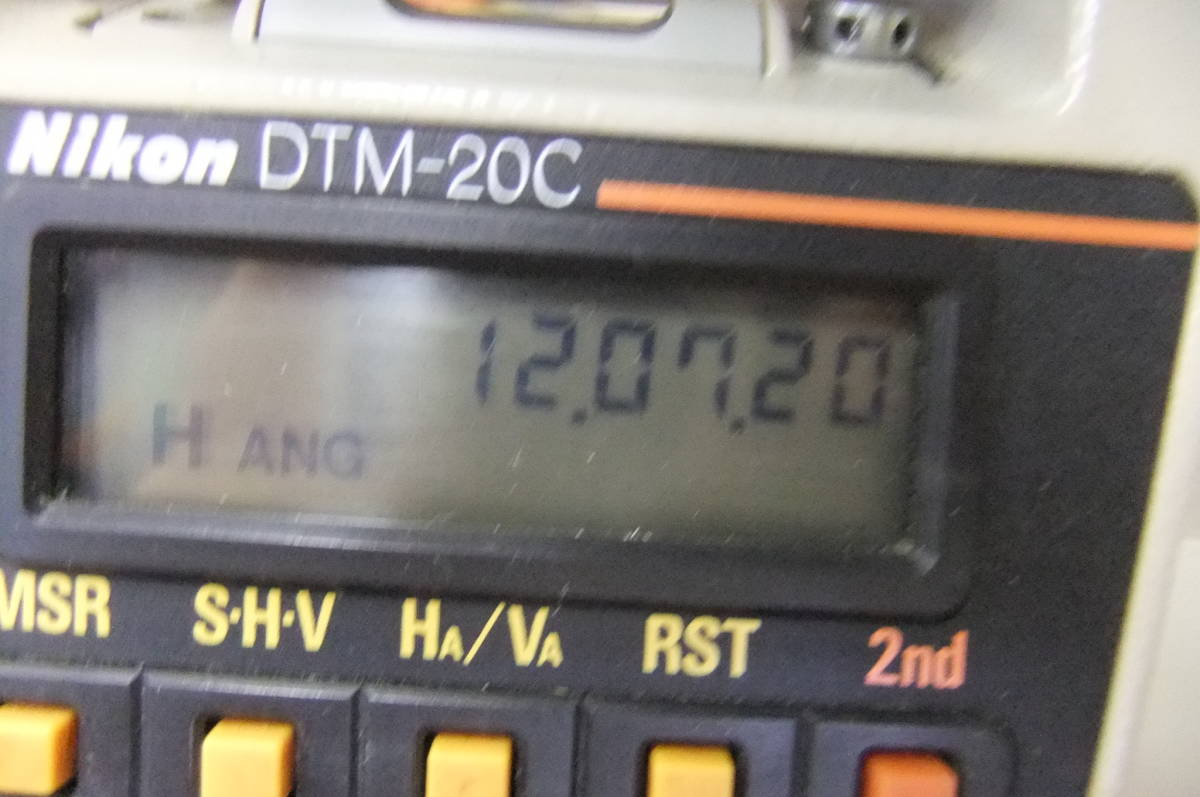 Nikon DTM-20C
12.07.20
H ANG
MSR S·H·V HA/VA RST 2nd